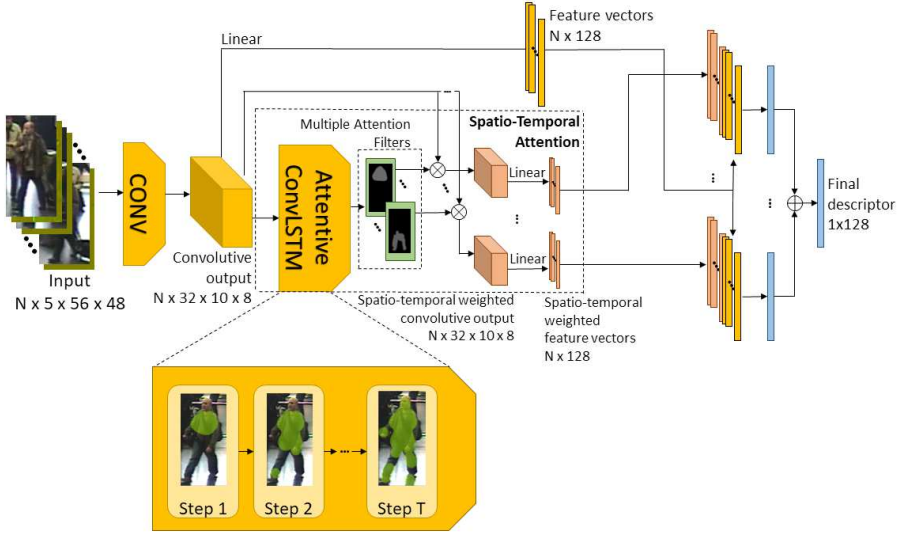 Feature vectors
N x 128
Linear
Multiple Attention
Filters
Spatio-Temporal
Attention
CONV
Attentive
ConvLSTM
Linear
Linear
Input
N x 5 x 56 x 48
Convolutive
output
N x 32 x 10 x 8
Spatio-temporal weighted
convolutive output
N x 32 x 10 x 8
Spatio-temporal
weighted
feature vectors
N x 128
Final
descriptor
1x128
Step 1
Step 2
Step T